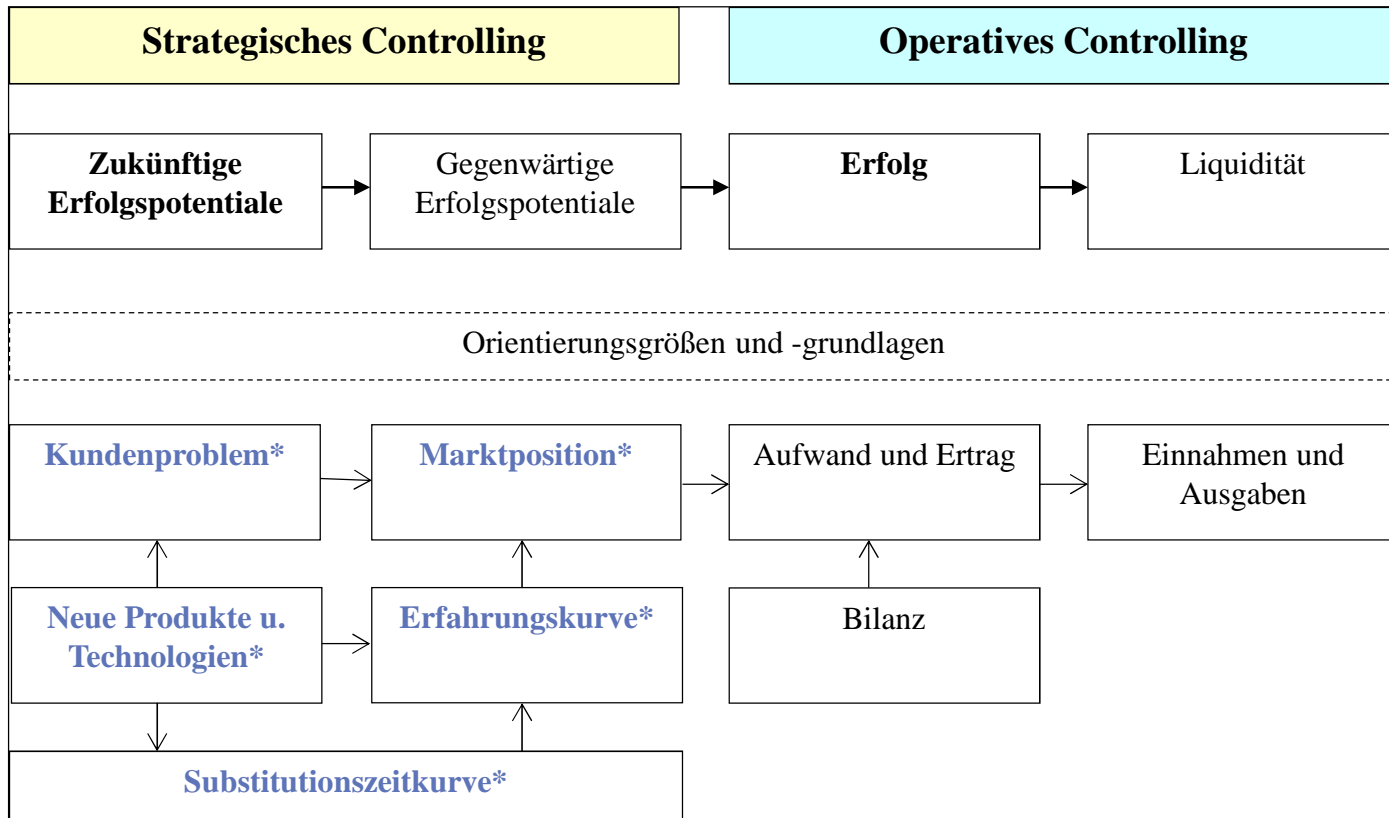 Strategisches Controlling
Operatives Controlling
Zukünftige
Erfolgspotentiale
Gegenwärtige
Erfolgspotentiale
Erfolg
Liquidität
Orientierungsgrößen und -grundlagen
Kundenproblem*
Marktposition*
Aufwand und Ertrag
Einnahmen und
Ausgaben
Neue Produkte u.
Technologien*
Erfahrungskurve*
Bilanz
Substitutionszeitkurve*